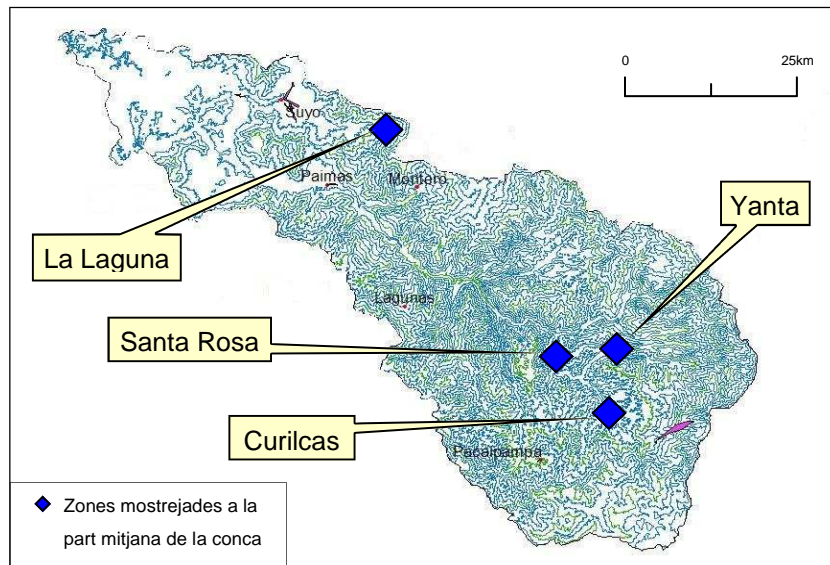 0 25km
Suyo
Paimas Montero
Yanta
La Laguna
Lagunas
Santa Rosa
Curilcas
Pacaipampa
Zones mostrejades a la
part mitjana de la conca